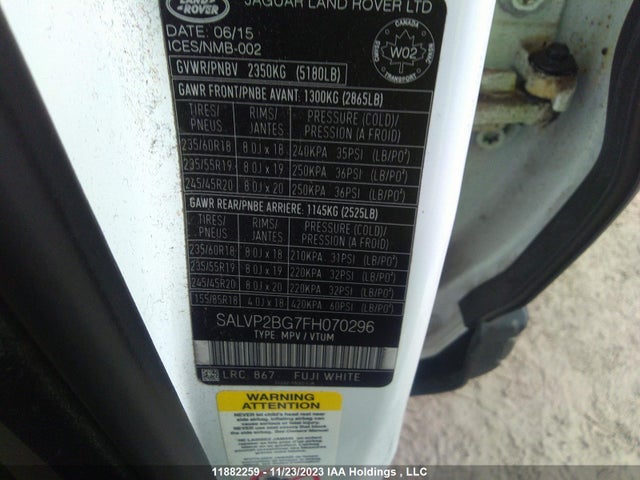 LAND ROVER
JAGUAR LAND ROVER LTD
DATE: 06/15
ICES/NMB-002
CANADA
W02
TRANSPORT
GVWR/PNBV 2350KG (5180LB)
GAWR FRONT/PNBE AVANT: 1300KG (2865LB)
TIRES/PNEUS RIMS/JANTES PRESSURE (COLD)/PRESSION (A FROID)
235/60R18 8.0J x 18 240KPA 35PSI (LB/PO²)
235/55R19 8.0J x 19 250KPA 36PSI (LB/PO²)
245/45R20 8.0J x 20 250KPA 36PSI (LB/PO²)
GAWR REAR/PNBE ARRIERE: 1145KG (2525LB)
TIRES/PNEUS RIMS/JANTES PRESSURE (COLD)/PRESSION (A FROID)
235/60R18 8.0J x 18 210KPA 31PSI (LB/PO²)
235/55R19 8.0J x 19 220KPA 32PSI (LB/PO²)
245/45R20 8.0J x 20 220KPA 32PSI (LB/PO²)
155/85R18 4.0J x 18 420KPA 60PSI (LB/PO²)
SALVP2BG7FH070296
TYPE MPV/VTUM
LRC 867 FUJI WHITE
WARNING
ATTENTION
11882259 - 11/23/2023 IAA Holdings , LLC